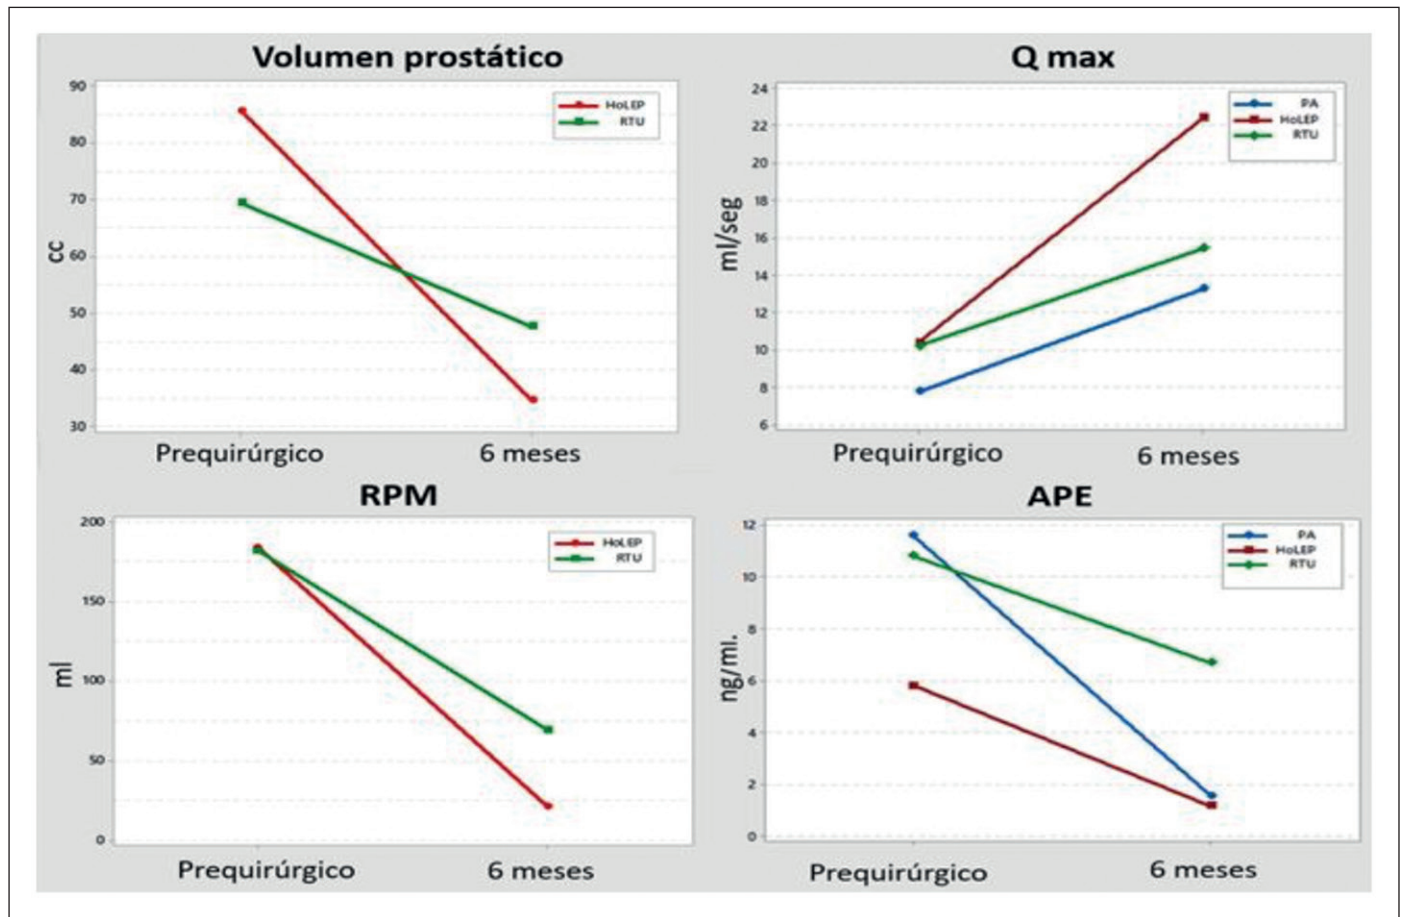 Volumen prostático
90
80
70
60
50
40
30
cc
HoLEP
RTU
Prequirúrgico 6 meses
Q max
24
22
20
18
16
14
12
10
8
6
ml/seg
PA
HoLEP
RTU
Prequirúrgico 6 meses
RPM
200
150
100
50
0
ml
HoLEP
RTU
Prequirúrgico 6 meses
APE
12
10
8
6
4
2
0
ng/ml.
PA
HoLEP
RTU
Prequirúrgico 6 meses